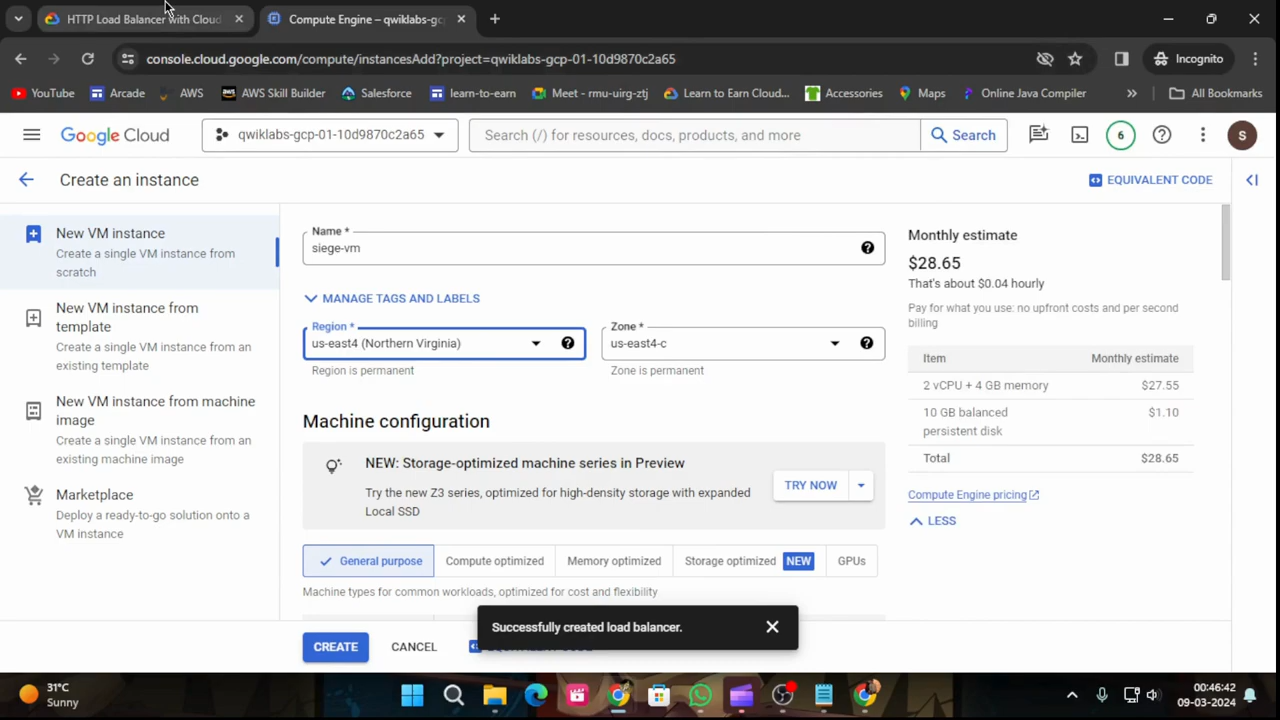 HTTP Load Balancer with Cloud
Compute Engine – qwiklabs-gc
console.cloud.google.com/compute/instancesAdd?project=qwiklabs-gcp-01-10d9870c2a65
Incognito
YouTube
Arcade
AWS
AWS Skill Builder
Salesforce
learn-to-earn
Meet - rmu-uirg-ztj
Learn to Earn Cloud...
Accessories
Maps
Online Java Compiler
»
All Bookmarks
Google Cloud
qwiklabs-gcp-01-10d9870c2a65
Search (/) for resources, docs, products, and more
Search
6
S
Create an instance
EQUIVALENT CODE
New VM instance
Create a single VM instance from
scratch
New VM instance from
template
Create a single VM instance from an
existing template
New VM instance from machine
image
Create a single VM instance from an
existing machine image
Marketplace
Deploy a ready-to-go solution onto a
VM instance
Name *
siege-vm
MANAGE TAGS AND LABELS
Region *
us-east4 (Northern Virginia)
Region is permanent
Zone *
us-east4-c
Zone is permanent
Machine configuration
NEW: Storage-optimized machine series in Preview
Try the new Z3 series, optimized for high-density storage with expanded
Local SSD
TRY NOW
General purpose
Compute optimized
Memory optimized
Storage optimized NEW
GPUs
Machine types for common workloads, optimized for cost and flexibility
Successfully created load balancer.
CREATE
CANCEL
Monthly estimate
$28.65
That's about $0.04 hourly
Pay for what you use: no upfront costs and per second
billing
Item Monthly estimate
2 vCPU + 4 GB memory $27.55
10 GB balanced $1.10
persistent disk
Total $28.65
Compute Engine pricing
LESS
31°C
Sunny
00:46:42
09-03-2024